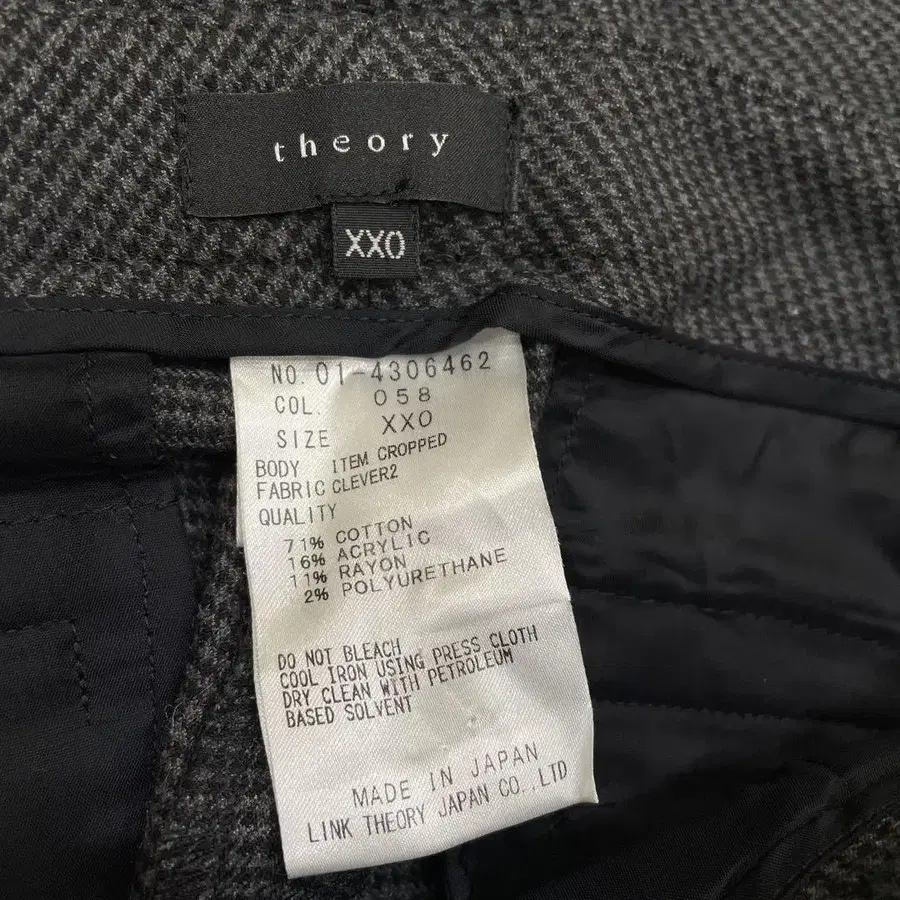 theory
XXO
NO. 01-4306462
COL. 058
SIZE XXO
BODY ITEM CROPPED
FABRIC CLEVER2
QUALITY
71% COTTON
16% ACRYLIC
11% RAYON
2% POLYURETHANE
DO NOT BLEACH
COOL IRON USING PRESS CLOTH
DRY CLEAN WITH PETROLEUM
BASED SOLVENT
MADE IN JAPAN
LINK THEORY JAPAN CO.,LTD